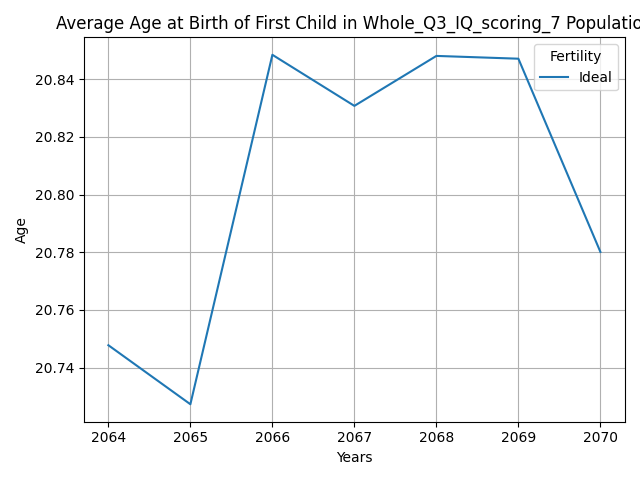 Average Age at Birth of First Child in Whole_Q3_IQ_scoring_7 Populatio
Fertility
Ideal
20.84
20.82
20.80
20.78
20.76
20.74
Age
2064 2065 2066 2067 2068 2069 2070
Years